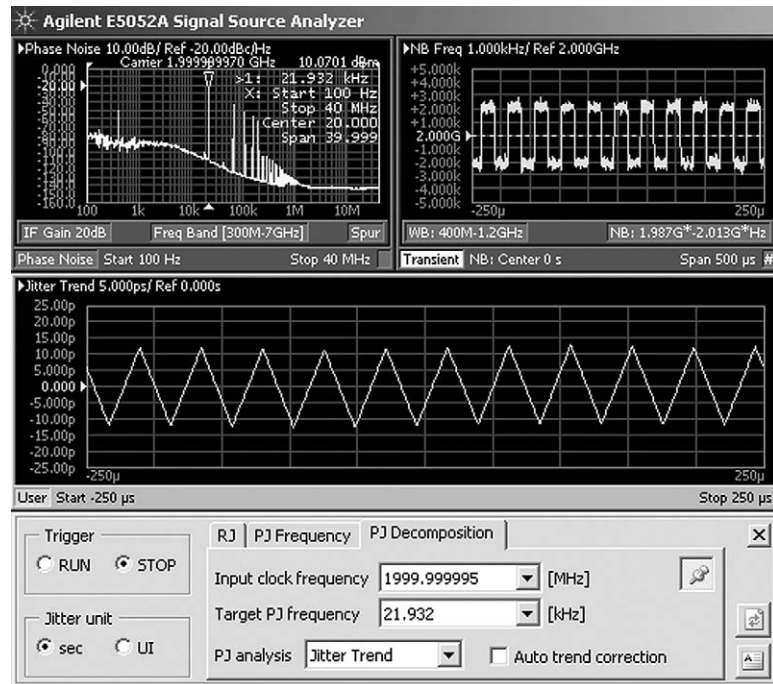 Agilent E5052A Signal Source Analyzer
Phase Noise 10.00dB/ Ref -20.00dBc/Hz
Carrier 1.999999970 GHz 10.0701 dBm
>1: 21.932 kHz
X: Start 100 Hz
Stop 40 MHz
Center 20.000
Span 39.999
0.000
-20.00
-160.0
100 1k 10k 100k 1M 10M
IF Gain 20dB Freq Band [300M-7GHz] Spur
Phase Noise Start 100 Hz Stop 40 MHz
NB Freq 1.000kHz/ Ref 2.000GHz
+5.000k
+4.000k
+3.000k
+2.000k
+1.000k
2.000G
-1.000k
-2.000k
-3.000k
-4.000k
-5.000k
-250µ 250µ
WB: 400M-1.2GHz NB: 1.987G*-2.013G*Hz
Transient NB: Center 0 s Span 500 µs #
Jitter Trend 5.000ps/ Ref 0.000s
25.00p
20.00p
15.00p
10.00p
5.000p
0.000
-5.000p
-10.00p
-15.00p
-20.00p
-25.00p
-250µ 250µ
User Start -250 µs Stop 250 µs
Trigger
RUN STOP
Jitter unit
sec UI
RJ PJ Frequency PJ Decomposition
Input clock frequency 1999.999995 [MHz]
Target PJ frequency 21.932 [kHz]
PJ analysis Jitter Trend Auto trend correction